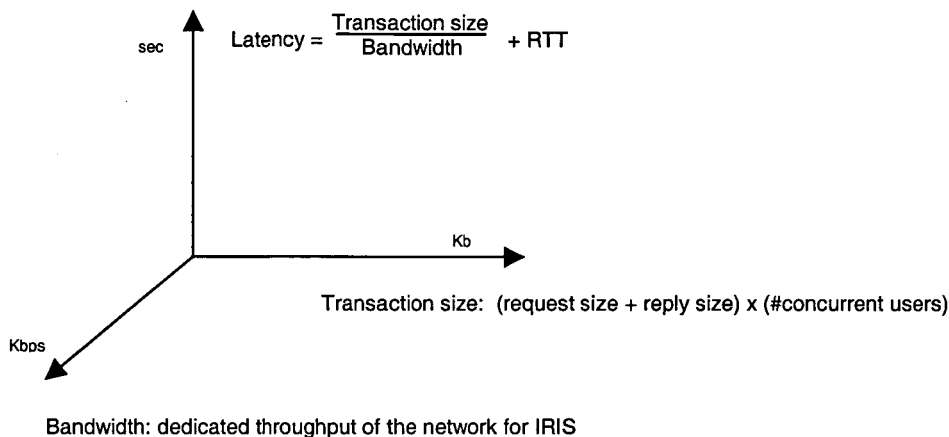 sec
Latency = Transaction size / Bandwidth + RTT
Kb
Transaction size: (request size + reply size) x (#concurrent users)
Kbps
Bandwidth: dedicated throughput of the network for IRIS